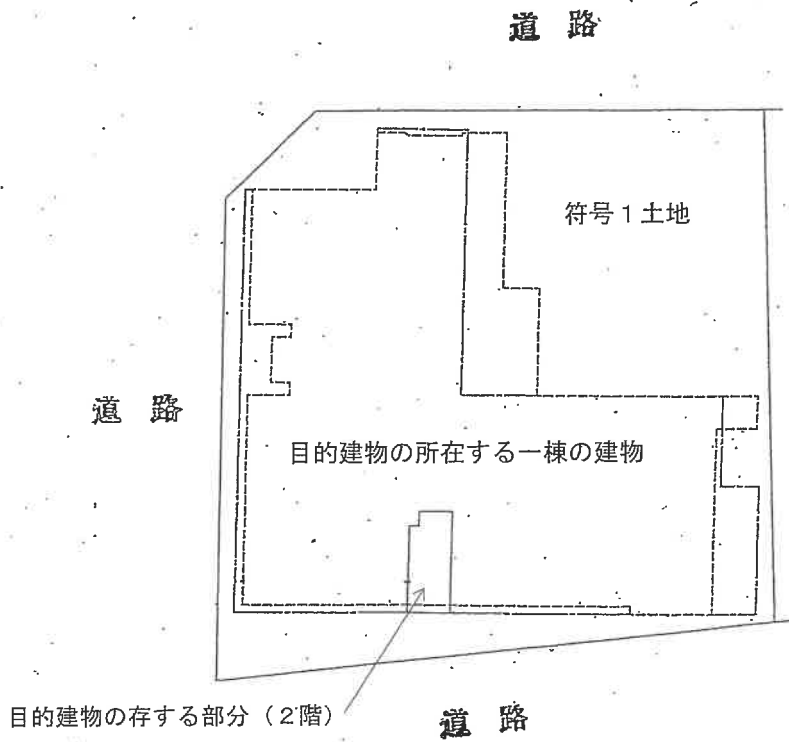 道路
符号1土地
道路
目的建物の所在する一棟の建物
目的建物の存する部分（2階）
道路